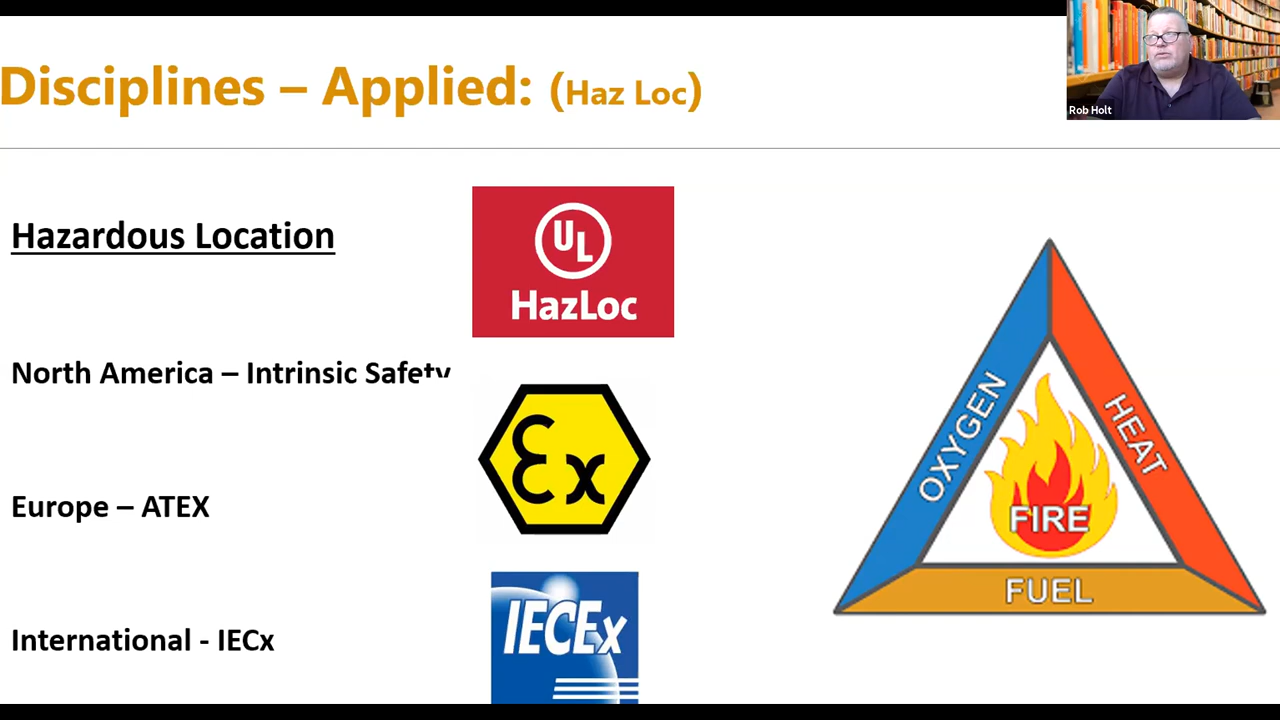 Disciplines – Applied: (Haz Loc)
Rob Holt
Hazardous Location
UL
HazLoc
North America – Intrinsic Safety
Ex
Europe – ATEX
IECEx
International - IECx
OXYGEN
HEAT
FIRE
FUEL